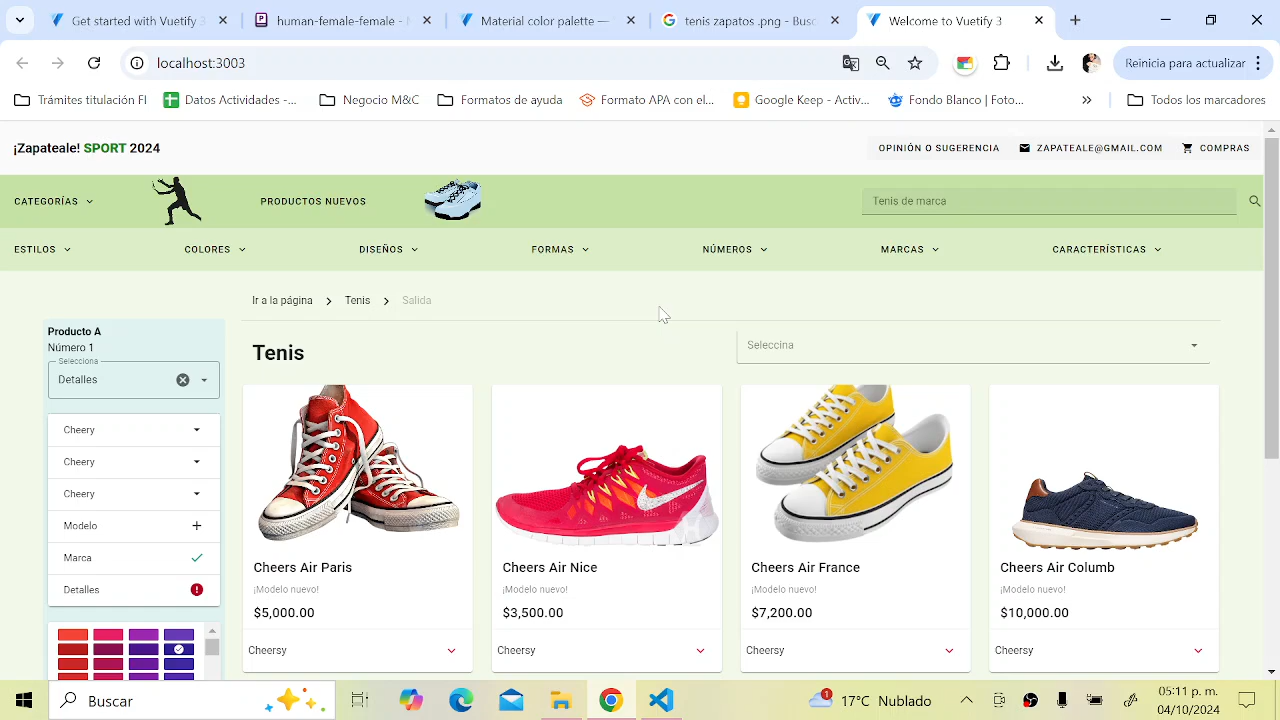 Get started with Vuetify 3
human-female-female - M
Material color palette —
tenis zapatos .png - Busc
Welcome to Vuetify 3
localhost:3003
Reinicia para actualizar
Trámites titulación FI
Datos Actividades -...
Negocio M&C
Formatos de ayuda
Formato APA con el...
Google Keep - Activ...
Fondo Blanco | Foto...
Todos los marcadores
¡Zapateale! SPORT 2024
OPINIÓN O SUGERENCIA
ZAPATEALE@GMAIL.COM
COMPRAS
CATEGORÍAS
PRODUCTOS NUEVOS
Tenis de marca
ESTILOS
COLORES
DISEÑOS
FORMAS
NÚMEROS
MARCAS
CARACTERÍSTICAS
Ir a la página
Tenis
Salida
Producto A
Número 1
Selecciona
Detalles
Cheery
Cheery
Cheery
Modelo
Marca
Detalles
Tenis
Seleccina
Cheers Air Paris
¡Modelo nuevo!
$5,000.00
Cheersy
Cheers Air Nice
¡Modelo nuevo!
$3,500.00
Cheersy
Cheers Air France
¡Modelo nuevo!
$7,200.00
Cheersy
Cheers Air Columb
¡Modelo nuevo!
$10,000.00
Cheersy
Buscar
1
17°C Nublado
05:11 p. m.
04/10/2024